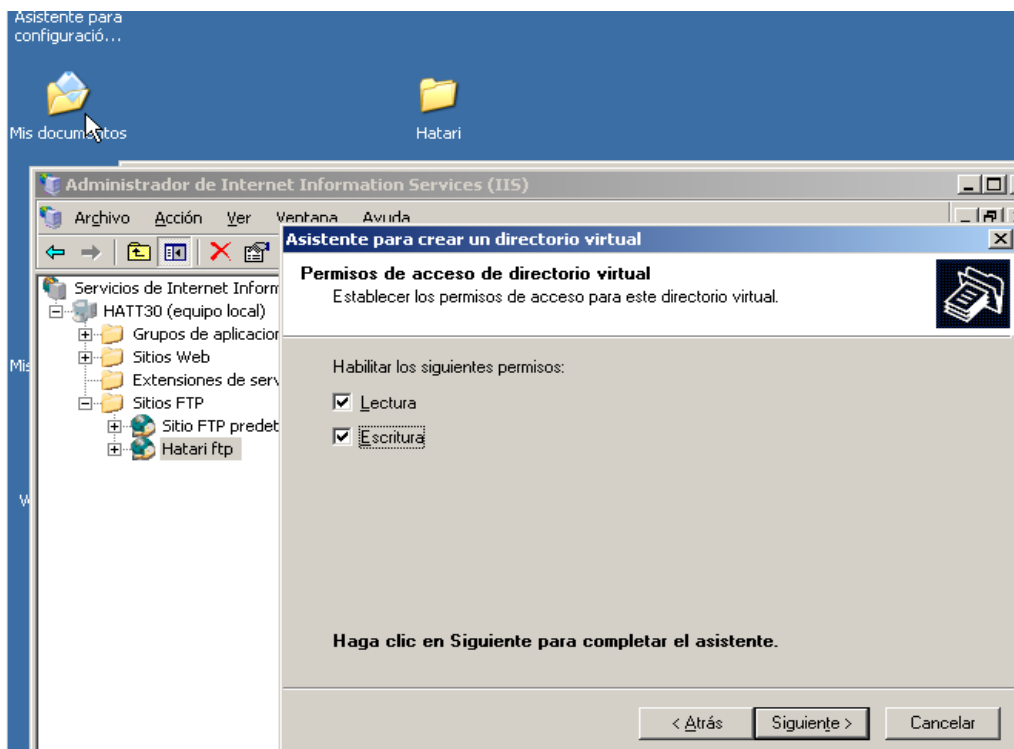 Asistente para
configuració...
Mis documentos
Hatari
Administrador de Internet Information Services (IIS)
Archivo Acción Ver Ventana Ayuda
Servicios de Internet Inform
HATT30 (equipo local)
Grupos de aplicacion
Sitios Web
Extensiones de serv
Sitios FTP
Sitio FTP predet
Hatari ftp
Mis
Asistente para crear un directorio virtual
Permisos de acceso de directorio virtual
Establecer los permisos de acceso para este directorio virtual.
Habilitar los siguientes permisos:
Lectura
Escritura
Haga clic en Siguiente para completar el asistente.
< Atrás Siguiente > Cancelar